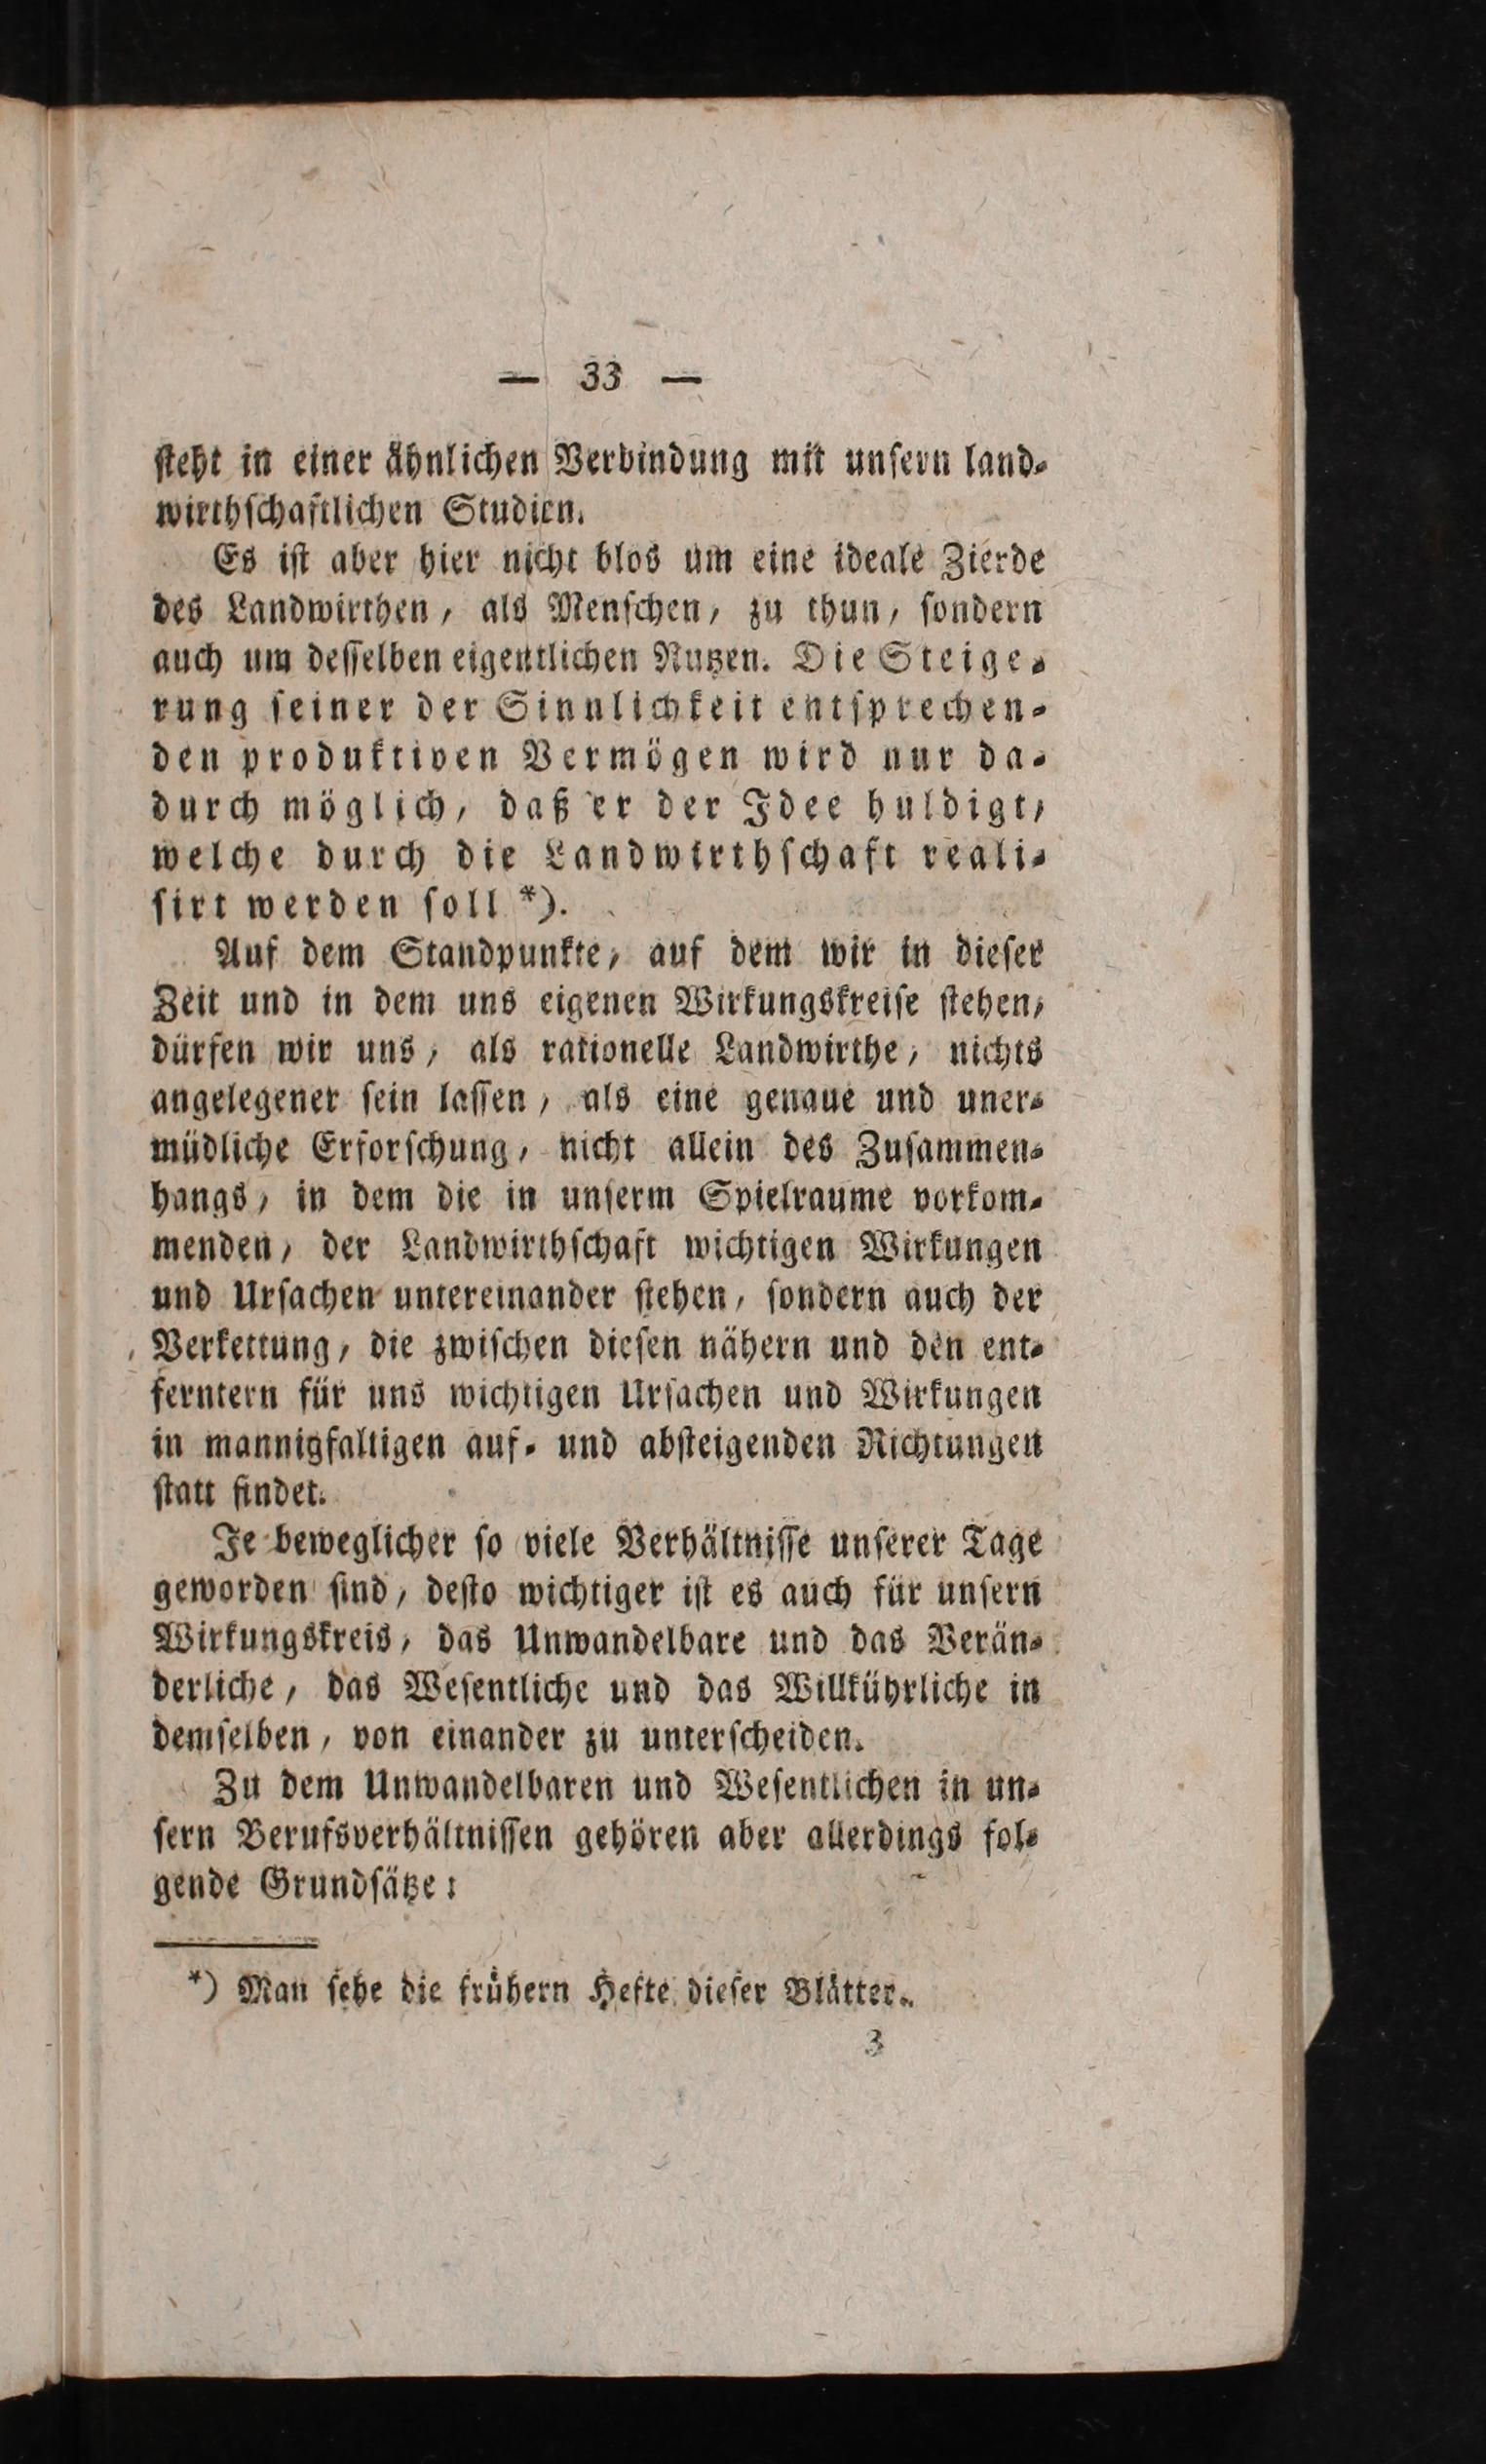 — 33 —
steht in einer ähnlichen Verbindung mit unsern land-
wirthschaftlichen Studien.
Es ist aber hier nicht blos um eine ideale Zierde
des Landwirthen, als Menschen, zu thun, sondern
auch um desselben eigentlichen Nutzen. Die Steige-
rung seiner der Sinnlichkeit entsprechen-
den produktiven Vermögen wird nur da-
durch möglich, daß er der Idee huldigt,
welche durch die Landwirthschaft reali-
sirt werden soll *).
Auf dem Standpunkte, auf dem wir in dieser
Zeit und in dem uns eigenen Wirkungskreise stehen,
dürfen wir uns, als rationelle Landwirthe, nichts
angelegener sein lassen, als eine genaue und uner-
müdliche Erforschung, nicht allein des Zusammen-
hangs, in dem die in unserm Spielraume vorkom-
menden, der Landwirthschaft wichtigen Wirkungen
und Ursachen untereinander stehen, sondern auch der
Verkettung, die zwischen diesen nähern und den ent-
ferntern für uns wichtigen Ursachen und Wirkungen
in mannigfaltigen auf- und absteigenden Richtungen
statt findet.
Je beweglicher so viele Verhältnisse unserer Tage
geworden sind, desto wichtiger ist es auch für unsern
Wirkungskreis, das Unwandelbare und das Verän-
derliche, das Wesentliche und das Willkührliche in
demselben, von einander zu unterscheiden.
Zu dem Unwandelbaren und Wesentlichen in un-
sern Berufsverhältnissen gehören aber allerdings fol-
gende Grundsätze:
*) Man sehe die frühern Hefte dieser Blätter.
3